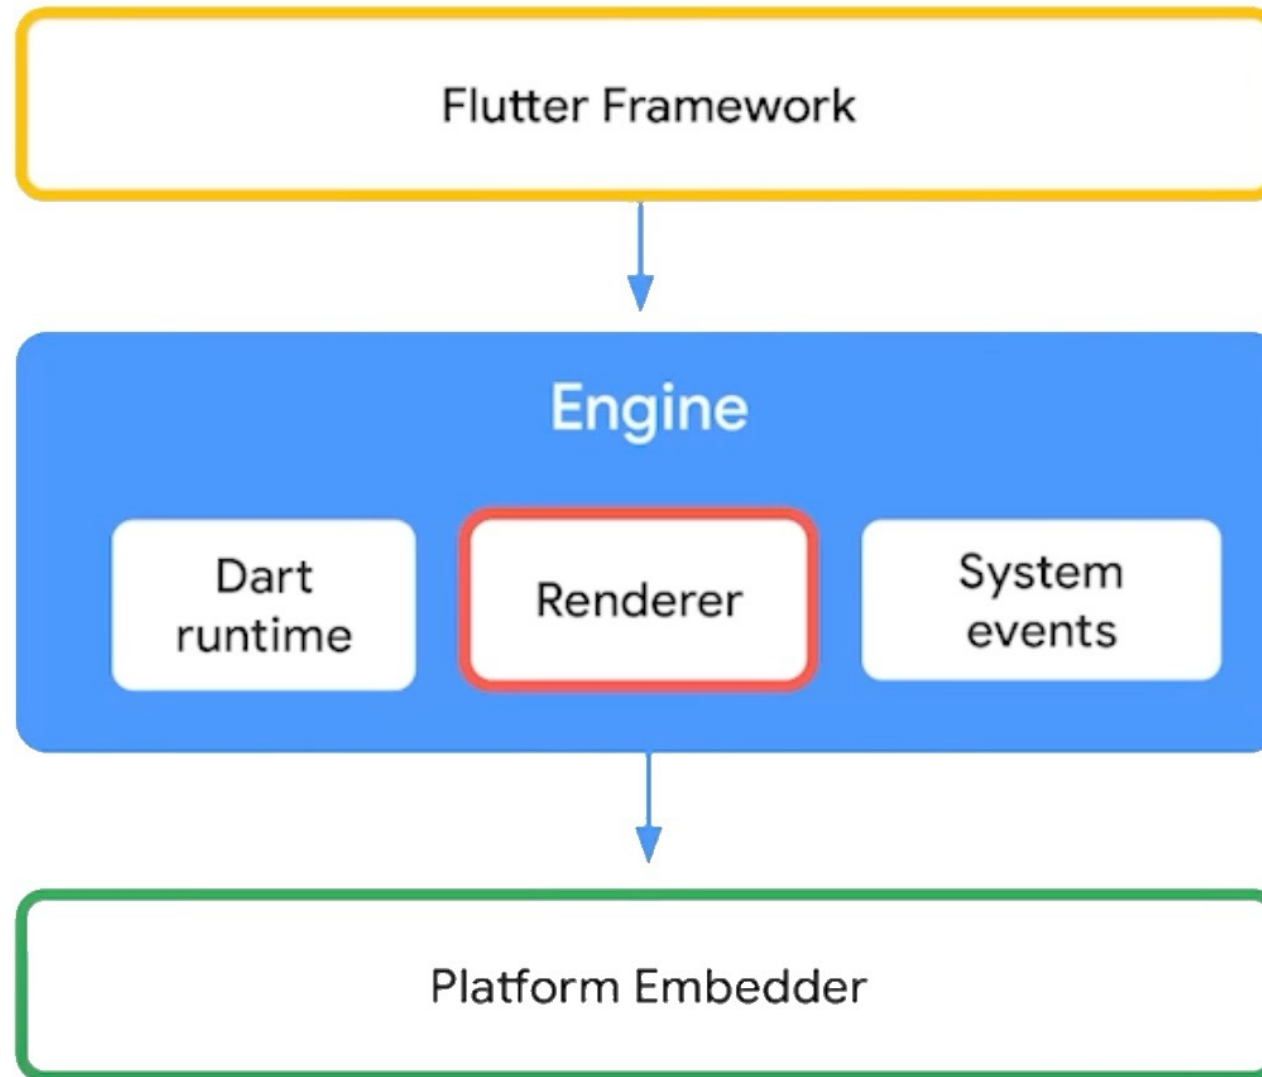 Flutter Framework
Engine
Dart
runtime
Renderer
System
events
Platform Embedder